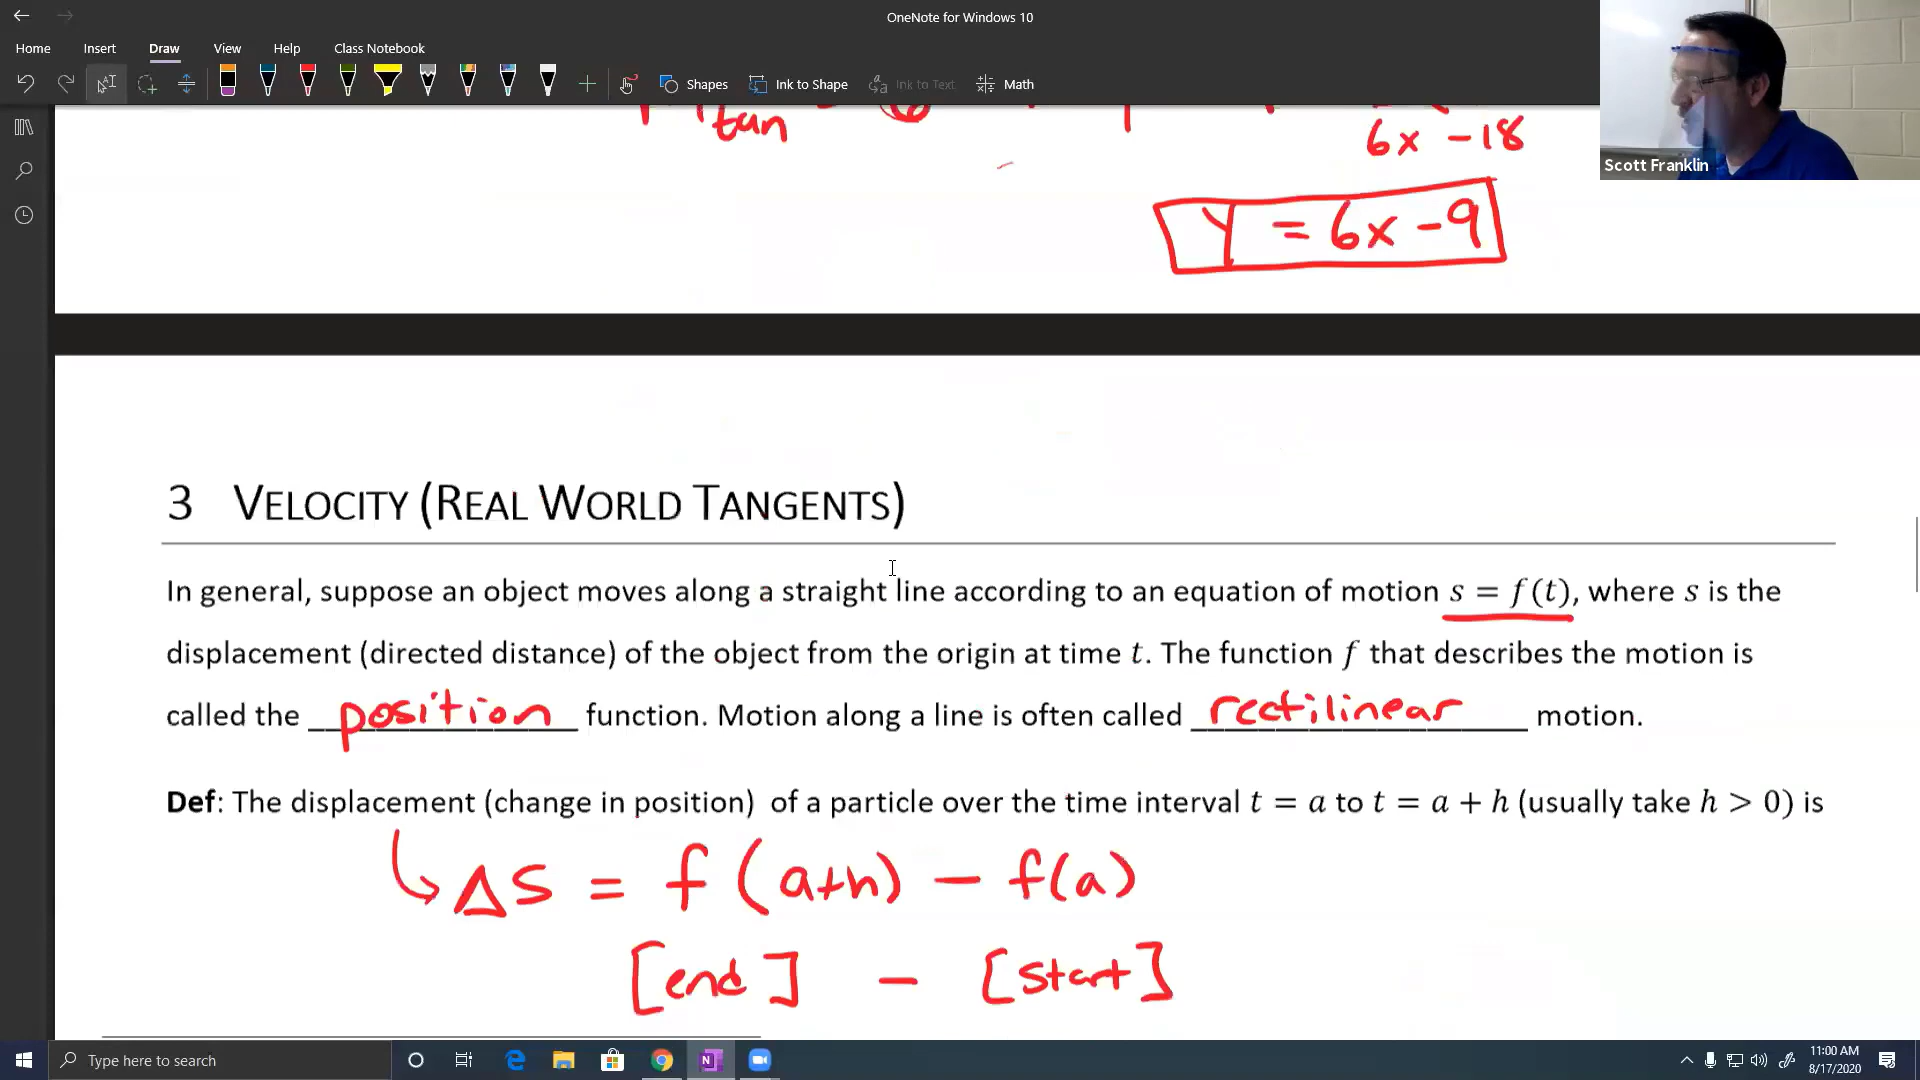 OneNote for Windows 10
Home Insert Draw View Help Class Notebook
Shapes Ink to Shape Ink to Text Math
tan
6x -18
Scott Franklin
Y = 6x - 9
3 VELOCITY (REAL WORLD TANGENTS)
In general, suppose an object moves along a straight line according to an equation of motion s = f(t), where s is the
displacement (directed distance) of the object from the origin at time t. The function f that describes the motion is
called the position function. Motion along a line is often called rectilinear motion.
Def: The displacement (change in position) of a particle over the time interval t = a to t = a + h (usually take h > 0) is
ΔS = f (a+h) - f(a)
[end] - [start]
Type here to search
11:00 AM
8/17/2020